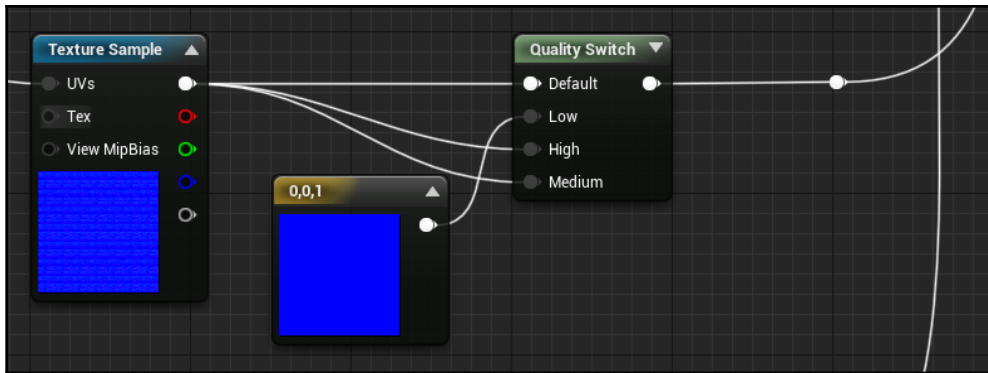 Texture Sample
UVs
Tex
View MipBias
0,0,1
Quality Switch
Default
Low
High
Medium